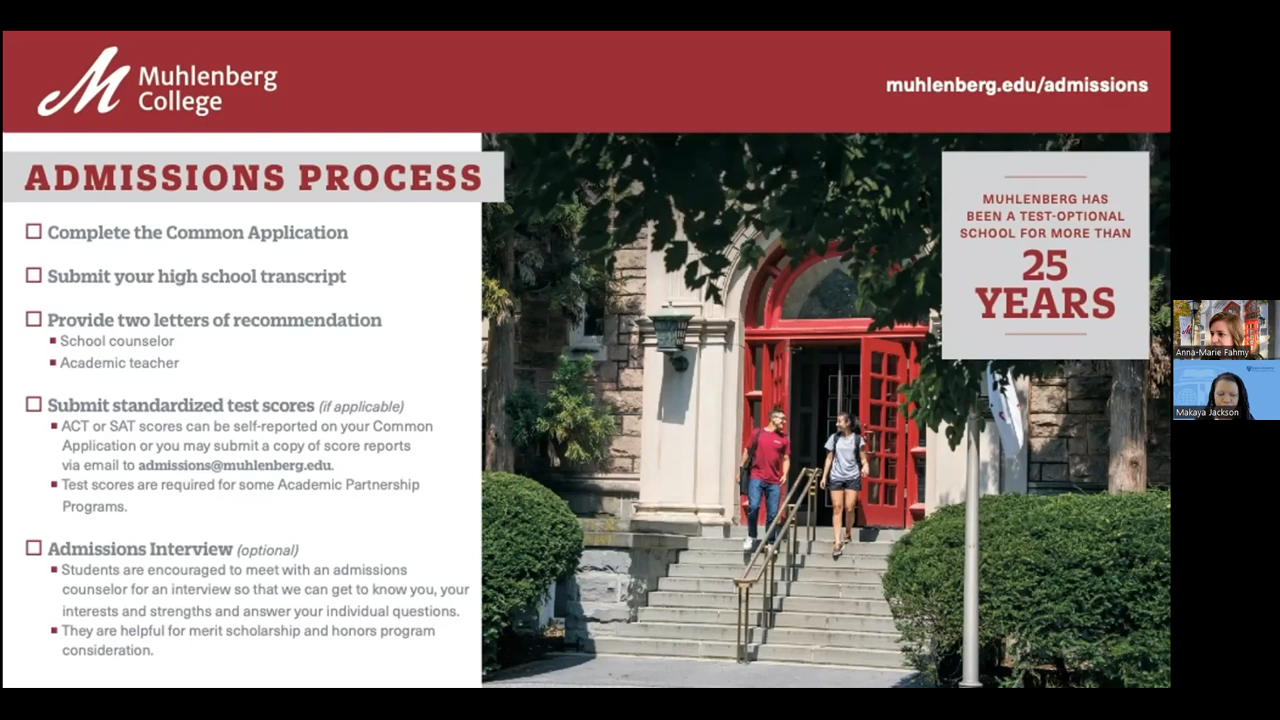 Muhlenberg
College
muhlenberg.edu/admissions
ADMISSIONS PROCESS
Complete the Common Application
Submit your high school transcript
Provide two letters of recommendation
School counselor
Academic teacher
Submit standardized test scores (if applicable)
ACT or SAT scores can be self-reported on your Common
Application or you may submit a copy of score reports
via email to admissions@muhlenberg.edu.
Test scores are required for some Academic Partnership
Programs.
Admissions Interview (optional)
Students are encouraged to meet with an admissions
counselor for an interview so that we can get to know you, your
interests and strengths and answer your individual questions.
They are helpful for merit scholarship and honors program
consideration.
MUHLENBERG HAS
BEEN A TEST-OPTIONAL
SCHOOL FOR MORE THAN
25
YEARS
Anna-Marie Fahmy
Makaya Jackson